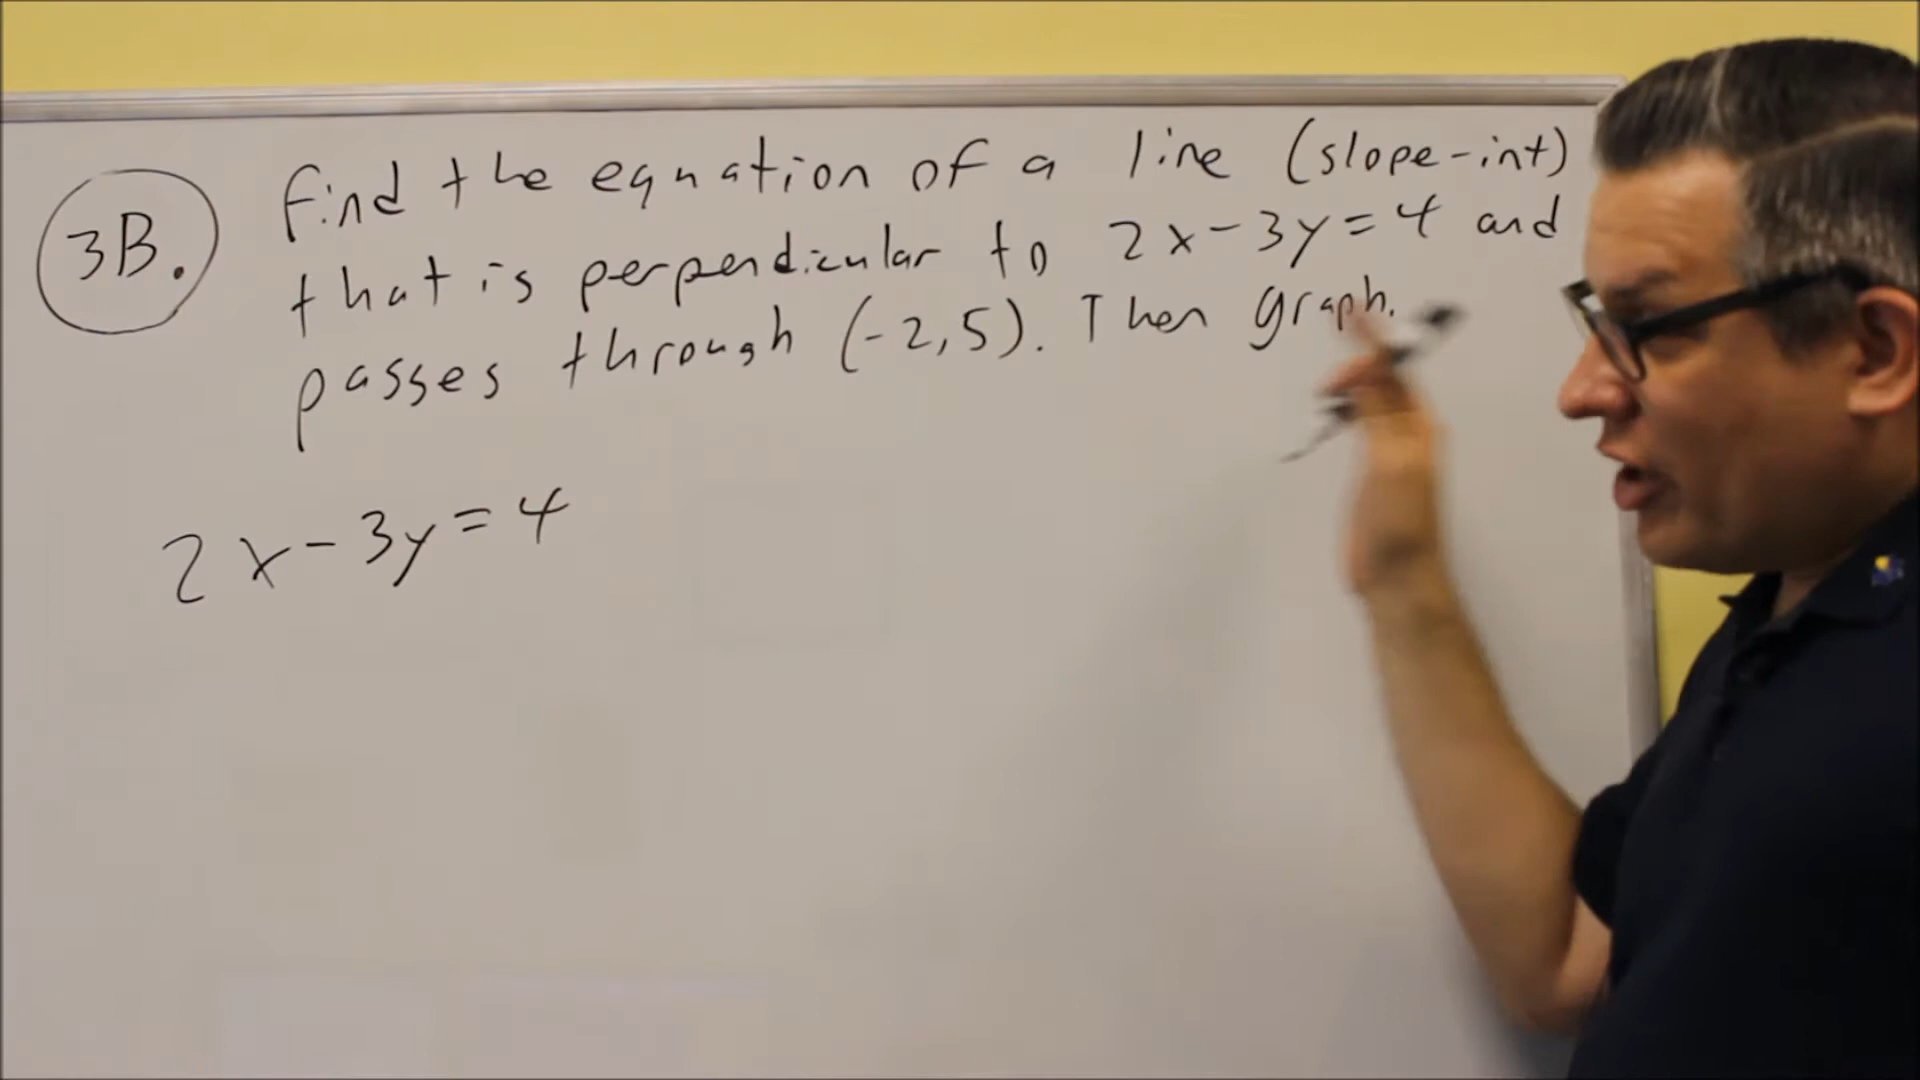 3B. Find the equation of a line (slope-int)
that is perpendicular to 2x-3y=4 and
passes through (-2,5). Then graph.
2x-3y=4